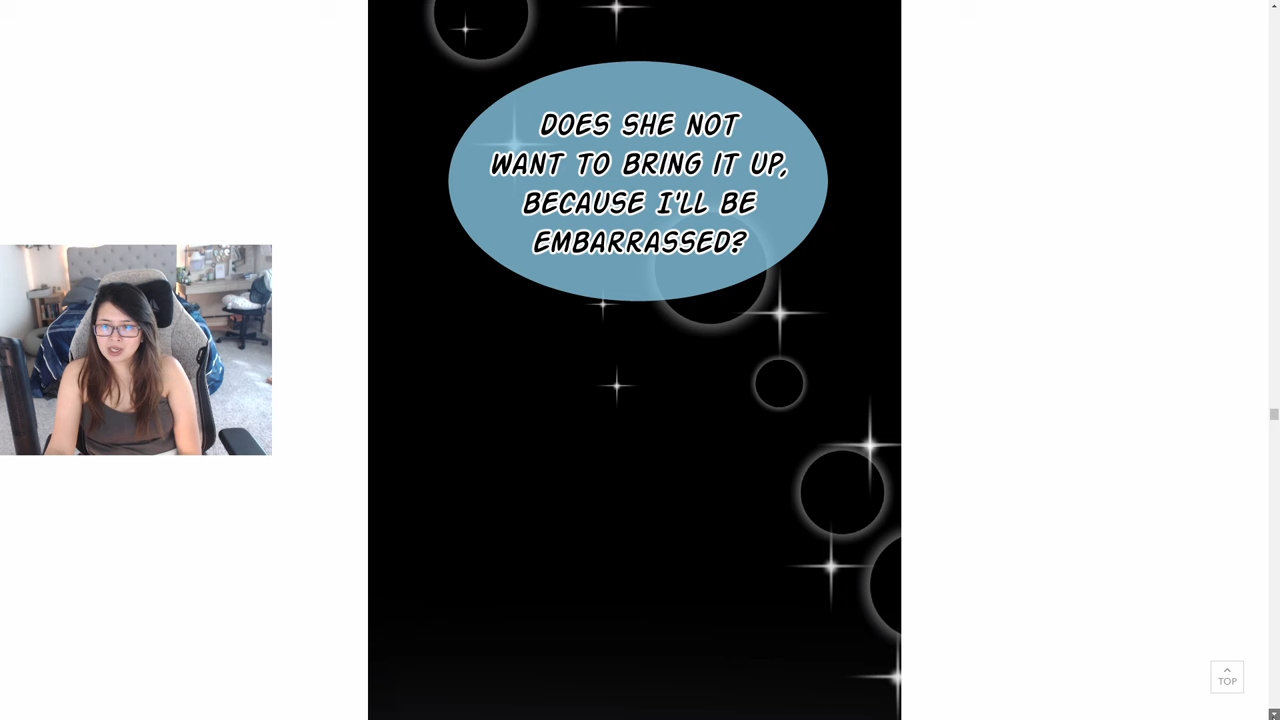 DOES SHE NOT
WANT TO BRING IT UP,
BECAUSE I'LL BE
EMBARRASSED?
TOP